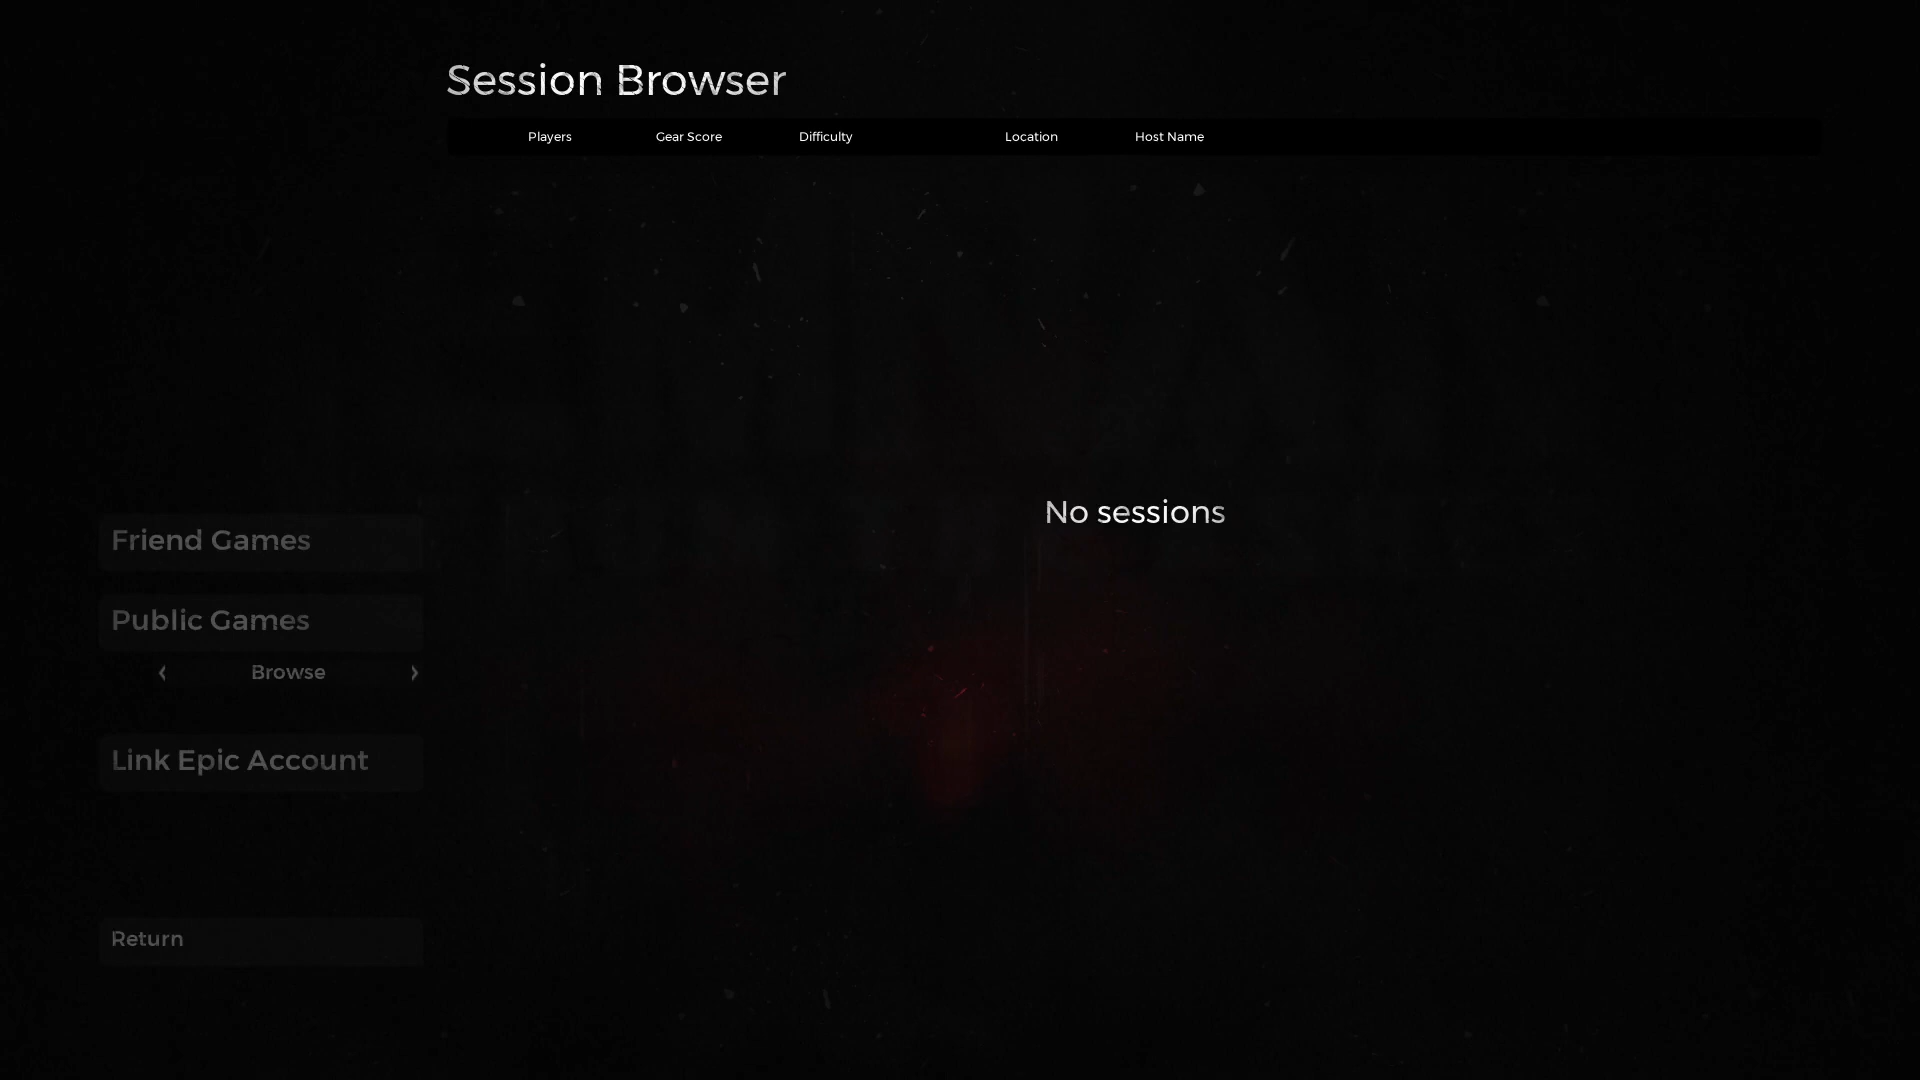 Session Browser
Players Gear Score Difficulty Location Host Name
No sessions
Friend Games
Public Games
Browse
Link Epic Account
Return